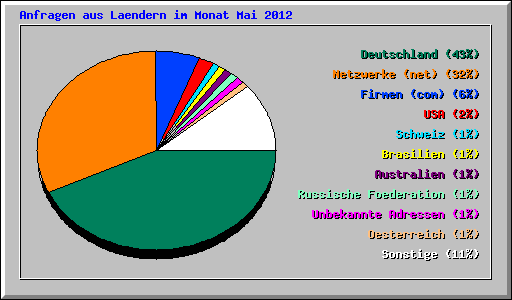 Anfragen aus Laendern im Monat Mai 2012
Deutschland (43%)
Netzwerke (net) (32%)
Firmen (com) (6%)
USA (2%)
Schweiz (1%)
Brasilien (1%)
Australien (1%)
Russische Foederation (1%)
Unbekannte Adressen (1%)
Oesterreich (1%)
Sonstige (11%)